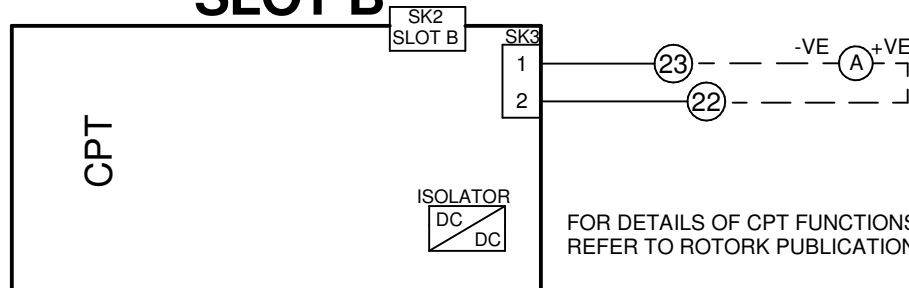 SLOT B
SK2
SLOT B
SK3
1
2
23
22
-VE
A
+VE
CPT
ISOLATOR
DC
DC
FOR DETAILS OF CPT FUNCTIONS
REFER TO ROTORK PUBLICATION